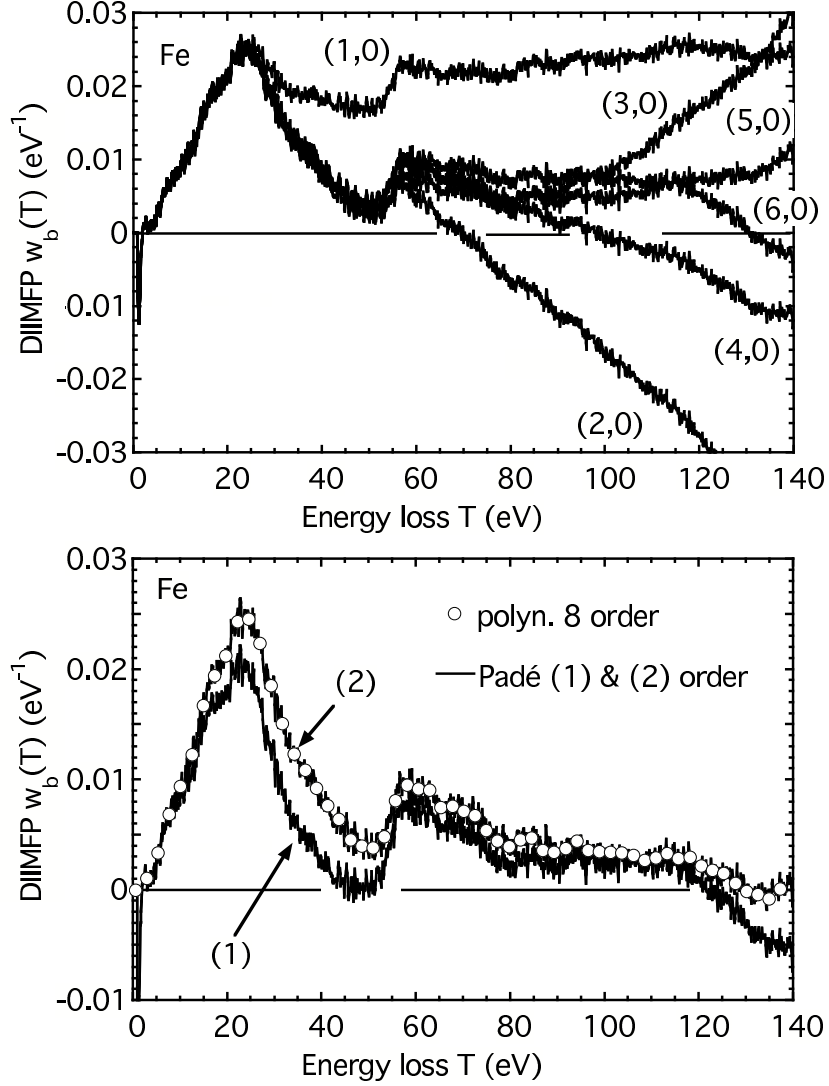 0.03
Fe
(1,0)
0.02
(3,0)
(5,0)
0.01
(6,0)
0
-0.01
(4,0)
-0.02
(2,0)
-0.03
DIIMFP w_b(T) (eV⁻¹)
0 20 40 60 80 100 120 140
Energy loss T (eV)
0.03
Fe
polyn. 8 order
Padé (1) & (2) order
(2)
0.02
0.01
0
(1)
-0.01
DIIMFP w_b(T) (eV⁻¹)
0 20 40 60 80 100 120 140
Energy loss T (eV)